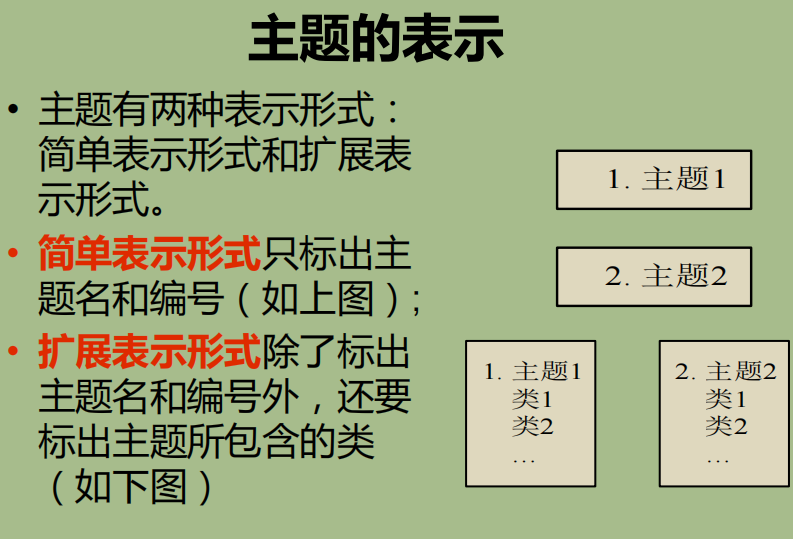 主题的表示
• 主题有两种表示形式：
简单表示形式和扩展表
示形式。
• 简单表示形式只标出主
题名和编号（如上图）;
• 扩展表示形式除了标出
主题名和编号外，还要
标出主题所包含的类
（如下图）
1. 主题1
2. 主题2
1. 主题1
类1
类2
…
2. 主题2
类1
类2
…